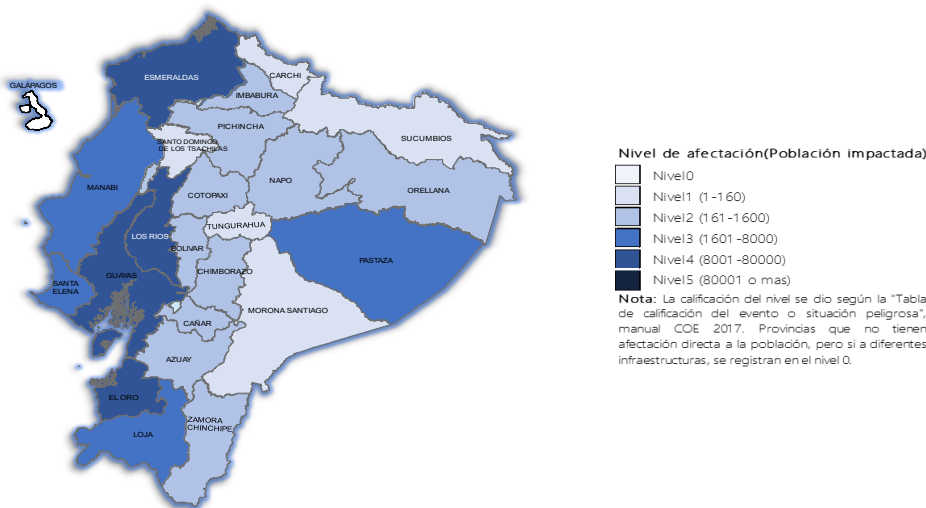 ESMERALDAS
CARCHI
IMBABURA
GALÁPAGOS
PICHINCHA
SUCUMBIOS
SANTO DOMINGO
DE LOS TSACHILAS
MANABI
COTOPAXI
NAPO
ORELLANA
LOS RIOS
TUNGURAHUA
BOLIVAR
PASTAZA
CHIMBORAZO
SANTA
ELENA
GUAYAS
MORONA SANTIAGO
CAÑAR
AZUAY
EL ORO
ZAMORA
CHINCHIPE
LOJA
Nivel de afectación(Población impactada)
Nivel0
Nivel1 (1-160)
Nivel2 (161-1600)
Nivel3 (1601-8000)
Nivel4 (8001-80000)
Nivel5 (80001 o mas)
Nota: La calificación del nivel se dio según la "Tabla
de calificación del evento o situación peligrosa",
manual COE 2017. Provincias que no tienen
afectación directa a la población, pero si a diferentes
infraestructuras, se registran en el nivel 0.